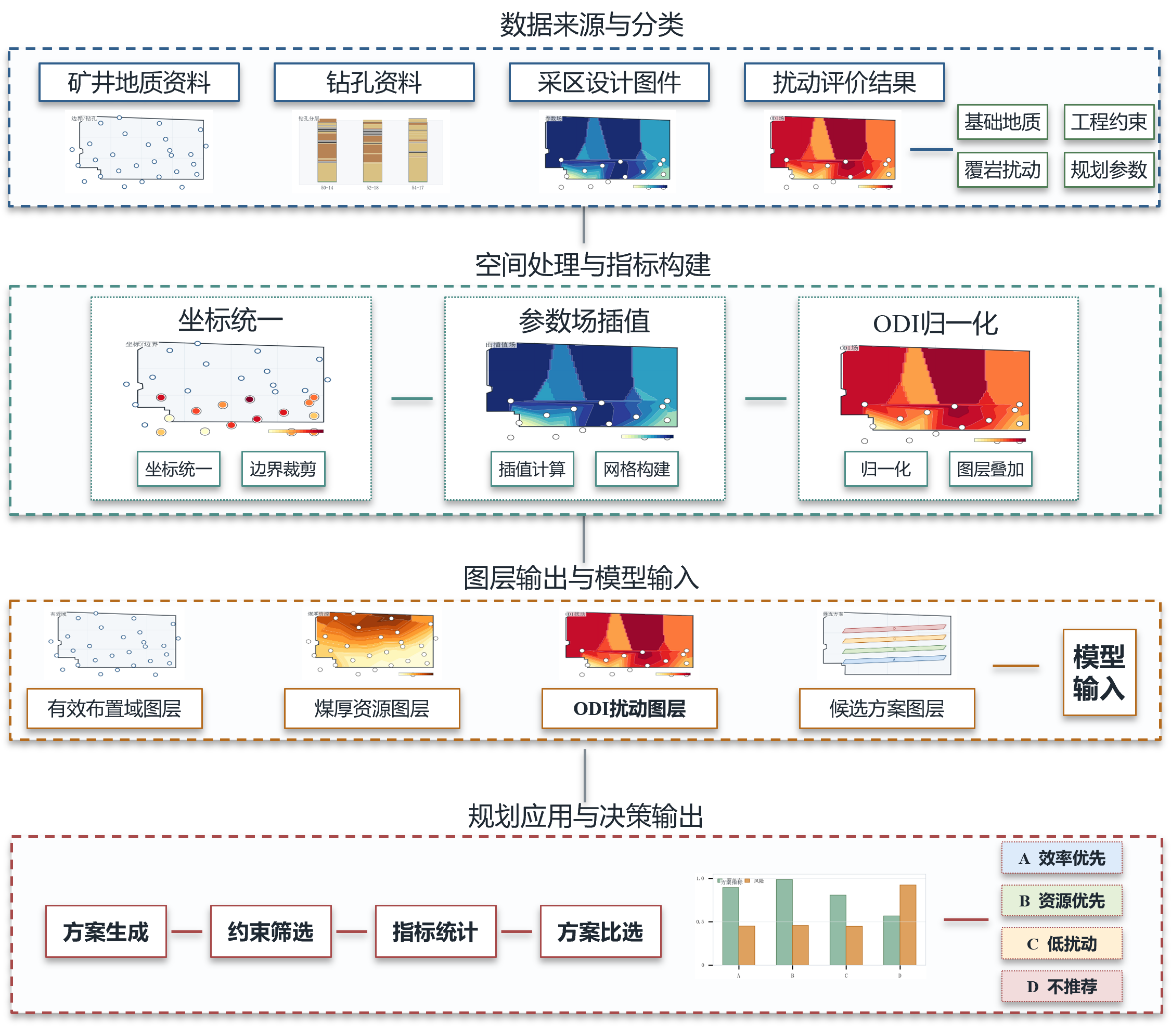 数据来源与分类
矿井地质资料
钻孔资料
采区设计图件
扰动评价结果
基础地质
工程约束
覆岩扰动
规划参数
空间处理与指标构建
坐标统一
参数场插值
ODI归一化
坐标统一
边界裁剪
插值计算
网格构建
归一化
图层叠加
图层输出与模型输入
有效布置域图层
煤厚资源图层
ODI扰动图层
候选方案图层
模型
输入
规划应用与决策输出
方案生成
约束筛选
指标统计
方案比选
1.0
0.5
0
A
B
C
D
风险
A 效率优先
B 资源优先
C 低扰动
D 不推荐